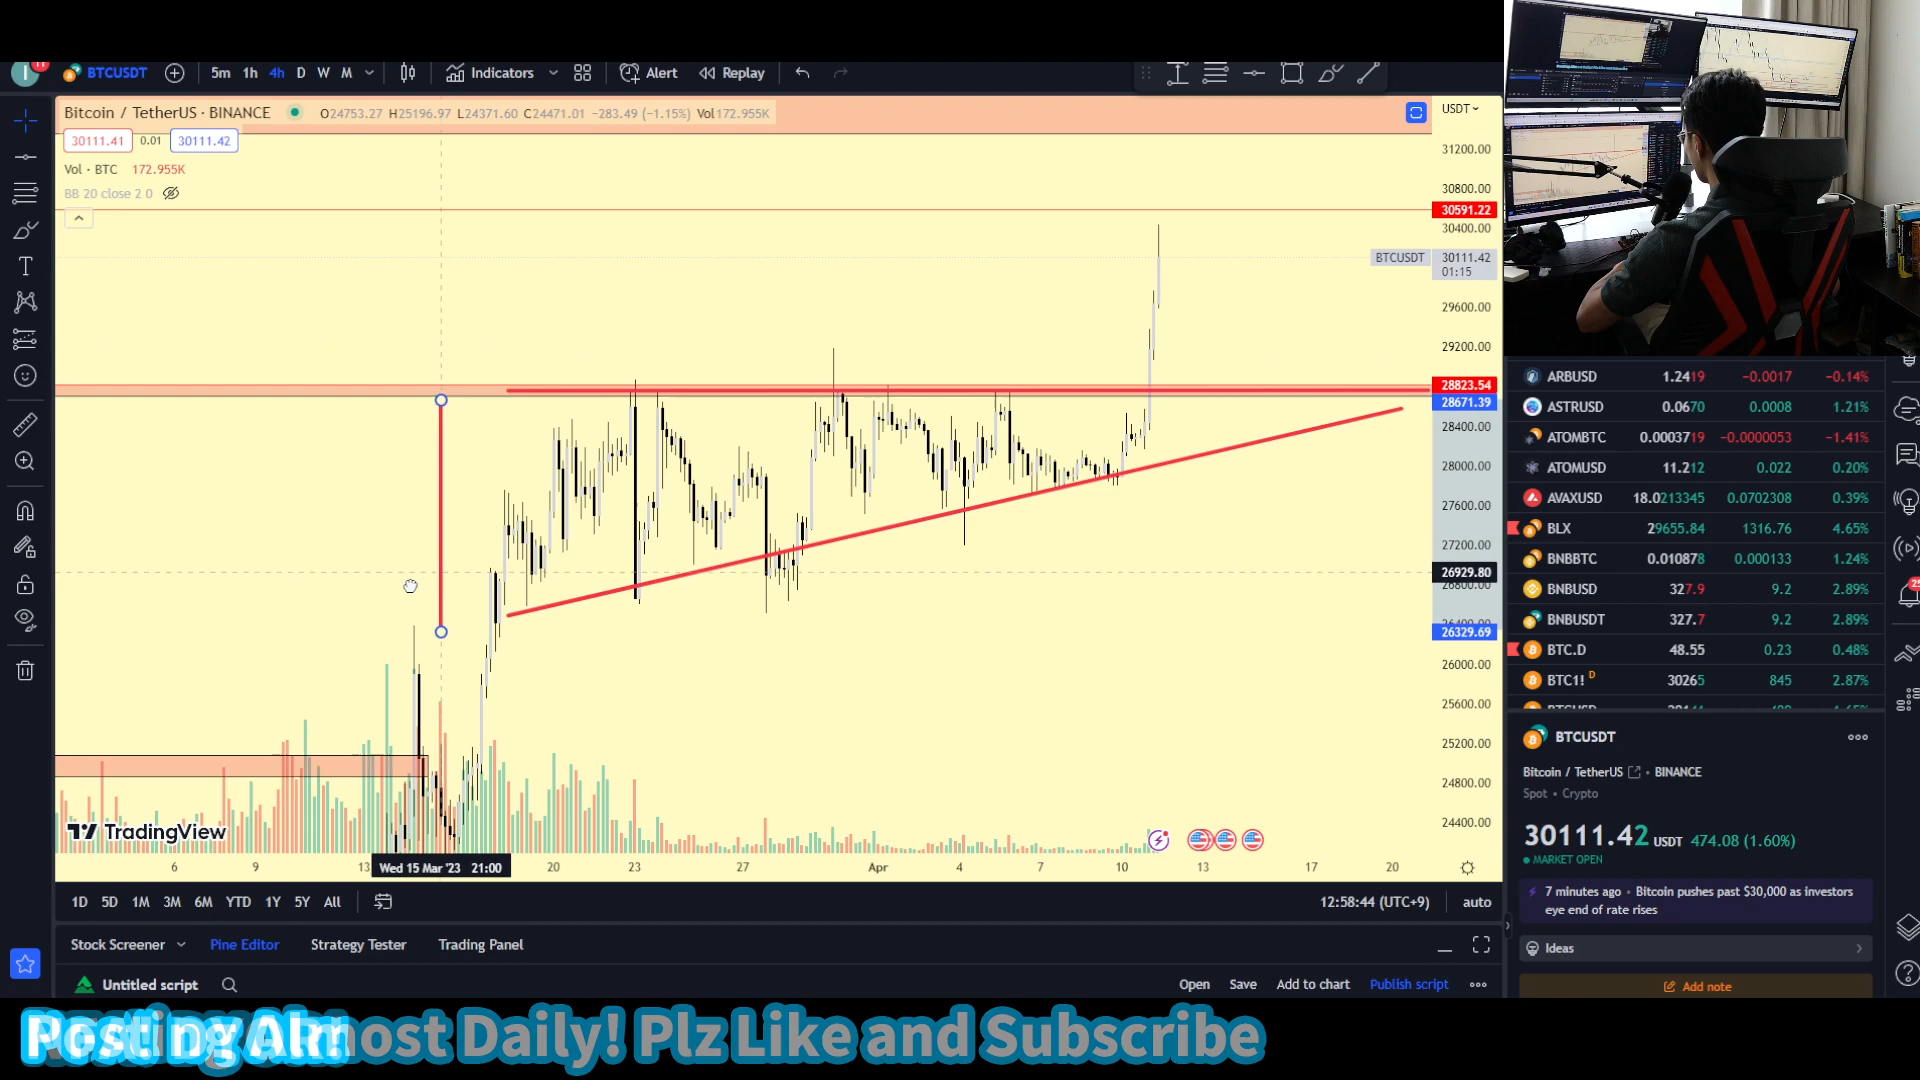 BTCUSDT 5m 1h 4h D W M Indicators Alert Replay
Bitcoin / TetherUS · BINANCE O24753.27 H25196.97 L24371.60 C24471.01 −283.49 (−1.15%) Vol172.955K USDT
30111.41 0.01 30111.42
Vol · BTC 172.955K
BB 20 close 2 0
31200.00
30800.00
30591.22
30400.00
BTCUSDT 30111.42
01:15
29600.00
29200.00
28823.54
28671.39
28400.00
28000.00
27600.00
27200.00
26929.80
26329.69
26000.00
25600.00
25200.00
24800.00
24400.00
TradingView
6 9 13 Wed 15 Mar '23 21:00 20 23 27 Apr 4 7 10 13 17 20
1D 5D 1M 3M 6M YTD 1Y 5Y All 12:58:44 (UTC+9) auto
Stock Screener Pine Editor Strategy Tester Trading Panel
Untitled script Open Save Add to chart Publish script
ARBUSD 1.2419 −0.0017 −0.14%
ASTRUSD 0.0670 0.0008 1.21%
ATOMBTC 0.0003719 −0.0000053 −1.41%
ATOMUSD 11.212 0.022 0.20%
AVAXUSD 18.0213345 0.0702308 0.39%
BLX 29655.84 1316.76 4.65%
BNBBTC 0.010878 0.000133 1.24%
BNBUSD 327.9 9.2 2.89%
BNBUSDT 327.7 9.2 2.89%
BTC.D 48.55 0.23 0.48%
BTC1! D 30265 845 2.87%
BTCUSDT
Bitcoin / TetherUS · BINANCE
Spot · Crypto
30111.42 USDT 474.08 (1.60%)
MARKET OPEN
7 minutes ago · Bitcoin pushes past $30,000 as investors
eye end of rate rises
Ideas
Add note
Posting Almost Daily! Plz Like and Subscribe